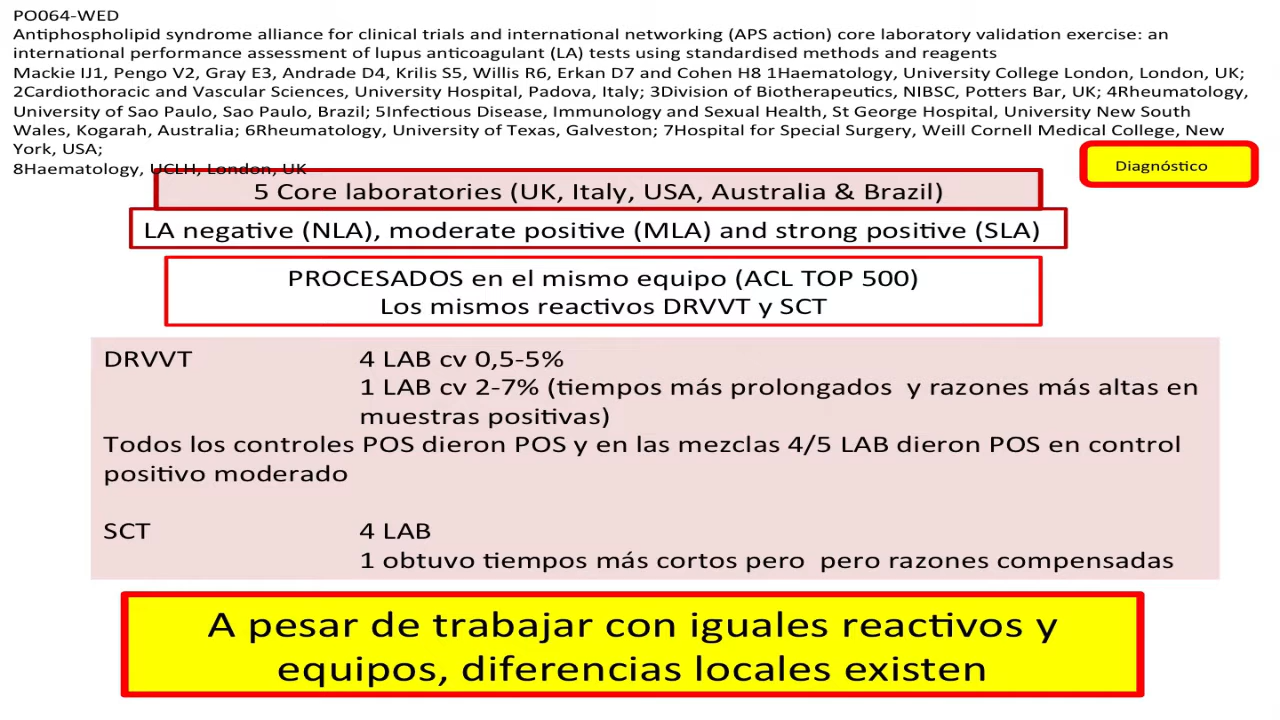 PO064-WED
Antiphospholipid syndrome alliance for clinical trials and international networking (APS action) core laboratory validation exercise: an
international performance assessment of lupus anticoagulant (LA) tests using standardised methods and reagents
Mackie IJ1, Pengo V2, Gray E3, Andrade D4, Krilis S5, Willis R6, Erkan D7 and Cohen H8 1Haematology, University College London, London, UK;
2Cardiothoracic and Vascular Sciences, University Hospital, Padova, Italy; 3Division of Biotherapeutics, NIBSC, Potters Bar, UK; 4Rheumatology,
University of Sao Paulo, Sao Paulo, Brazil; 5Infectious Disease, Immunology and Sexual Health, St George Hospital, University New South
Wales, Kogarah, Australia; 6Rheumatology, University of Texas, Galveston; 7Hospital for Special Surgery, Weill Cornell Medical College, New
York, USA;
8Haematology, UCLH, London, UK
Diagnóstico
5 Core laboratories (UK, Italy, USA, Australia & Brazil)
LA negative (NLA), moderate positive (MLA) and strong positive (SLA)
PROCESADOS en el mismo equipo (ACL TOP 500)
Los mismos reactivos DRVVT y SCT
DRVVT 4 LAB cv 0,5-5%
1 LAB cv 2-7% (tiempos más prolongados y razones más altas en
muestras positivas)
Todos los controles POS dieron POS y en las mezclas 4/5 LAB dieron POS en control
positivo moderado
SCT 4 LAB
1 obtuvo tiempos más cortos pero pero razones compensadas
A pesar de trabajar con iguales reactivos y
equipos, diferencias locales existen